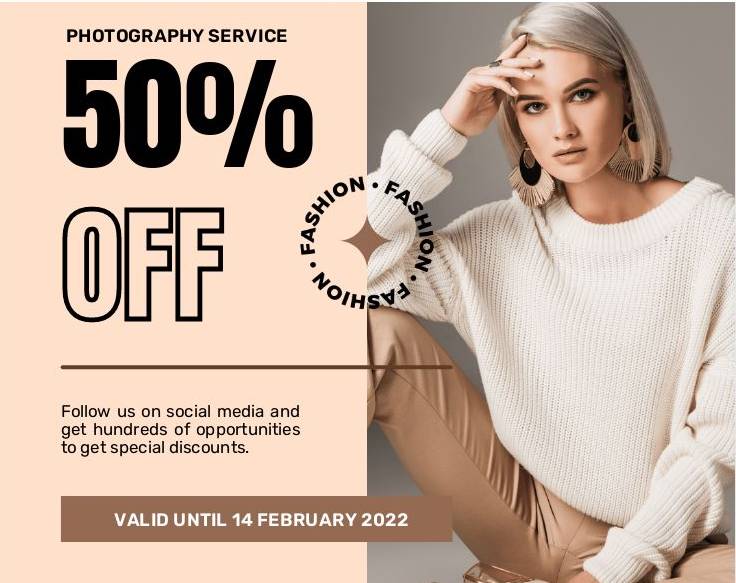 PHOTOGRAPHY SERVICE
50%
OFF
FASHION • FASHION • FASHION •
Follow us on social media and
get hundreds of opportunities
to get special discounts.
VALID UNTIL 14 FEBRUARY 2022